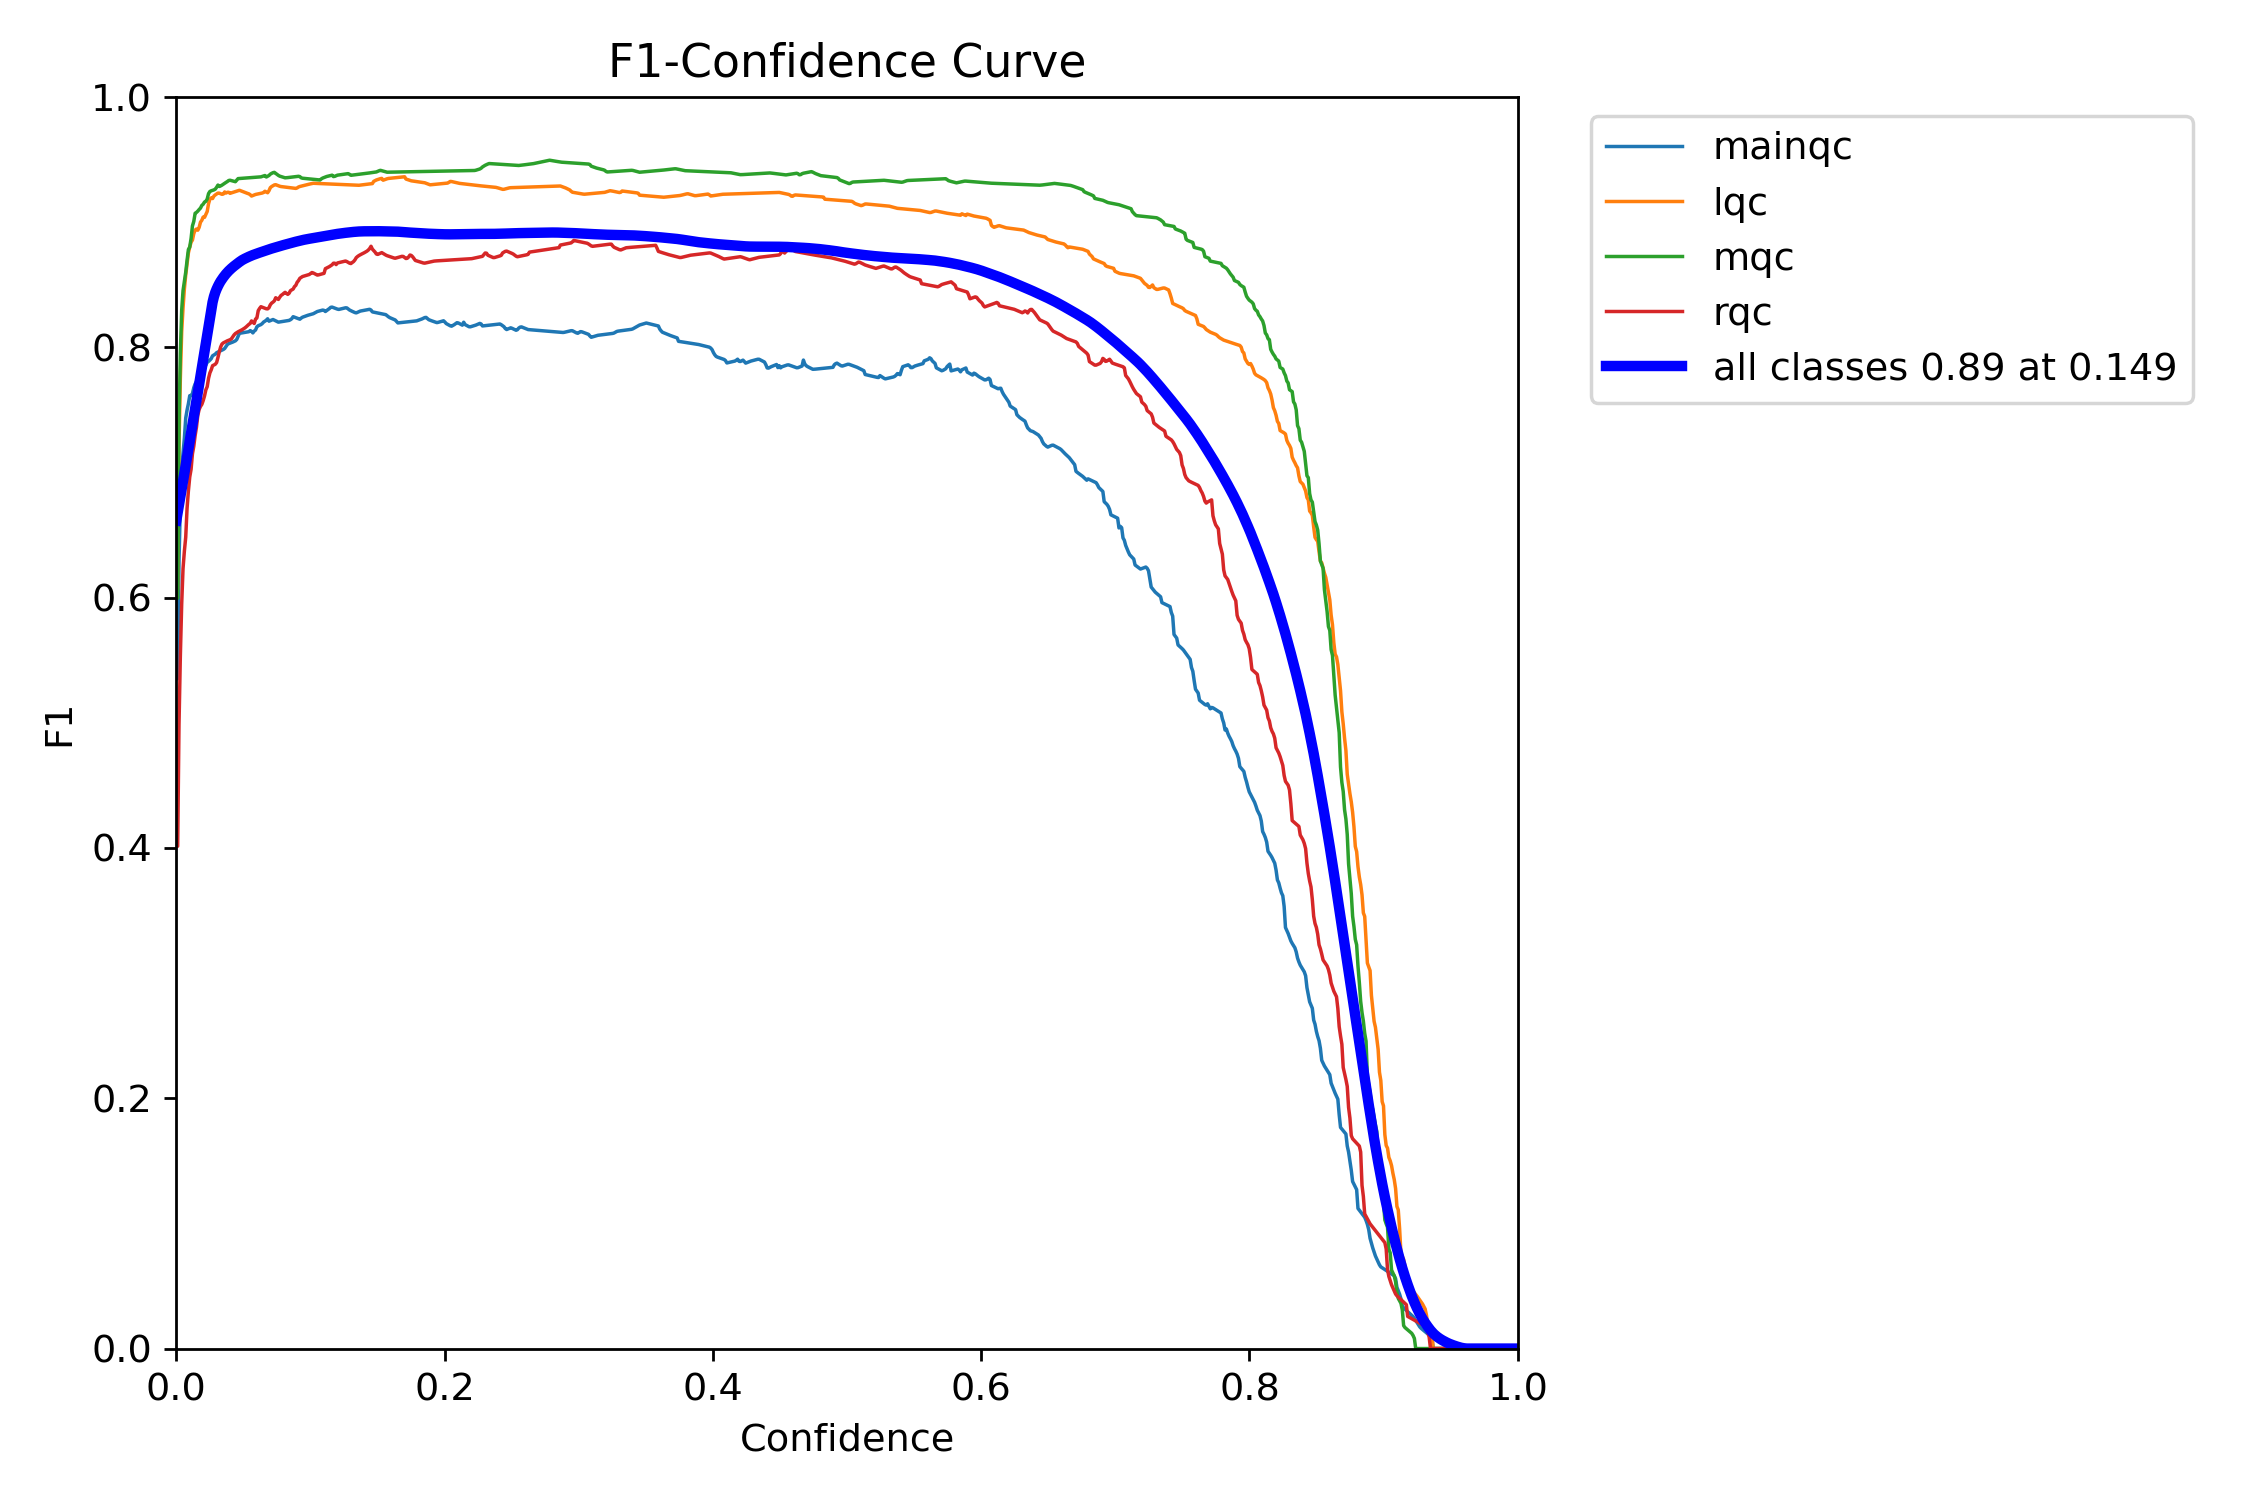 F1-Confidence Curve
1.0
0.8
0.6
0.4
0.2
0.0
F1
0.0 0.2 0.4 0.6 0.8 1.0
Confidence
mainqc
lqc
mqc
rqc
all classes 0.89 at 0.149